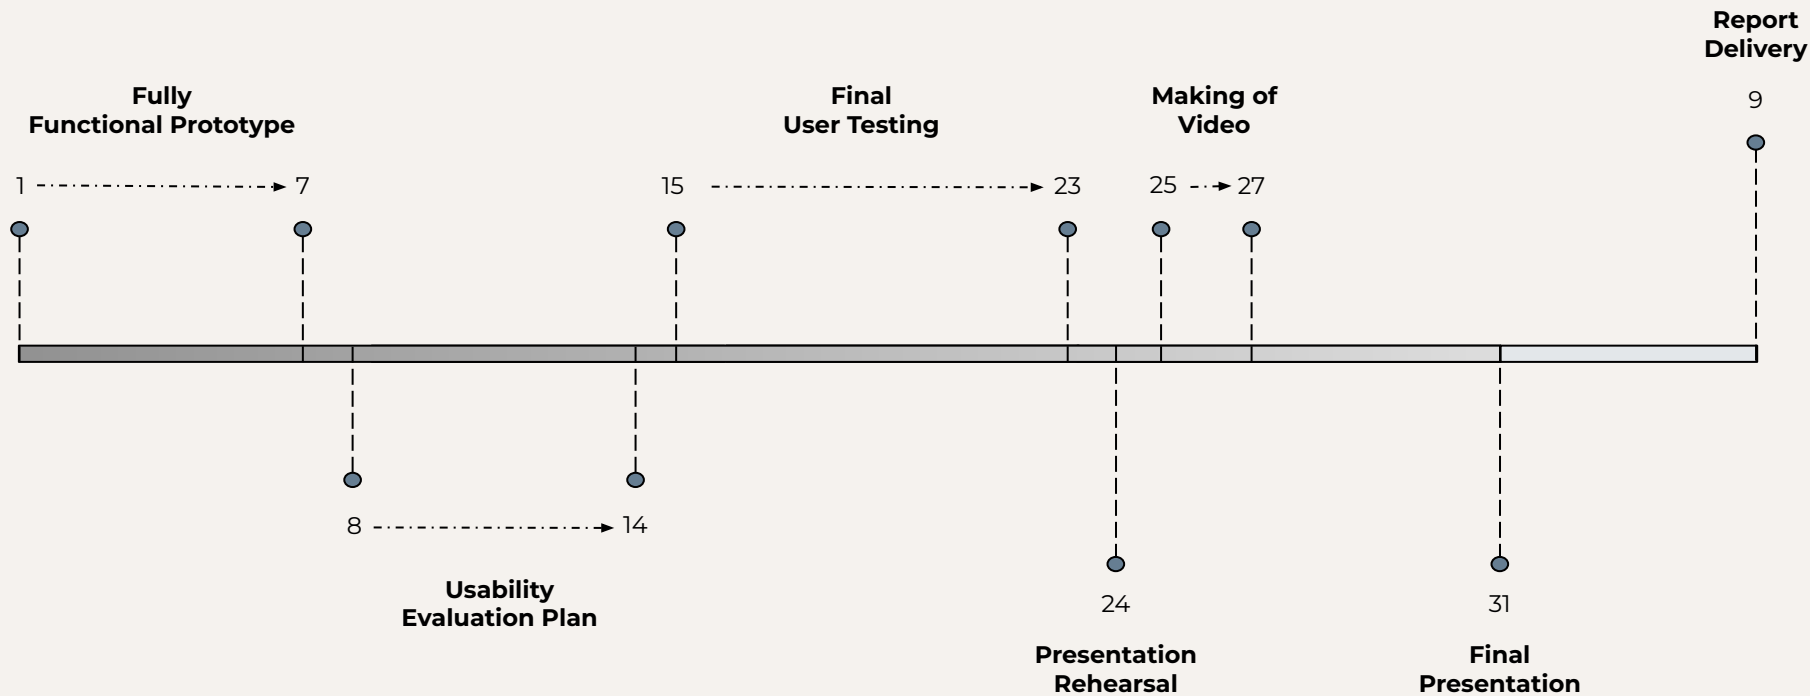 Report
Delivery
9
Fully
Functional Prototype
1
7
Final
User Testing
15
23
Making of
Video
25
27
8
14
Usability
Evaluation Plan
24
Presentation
Rehearsal
31
Final
Presentation